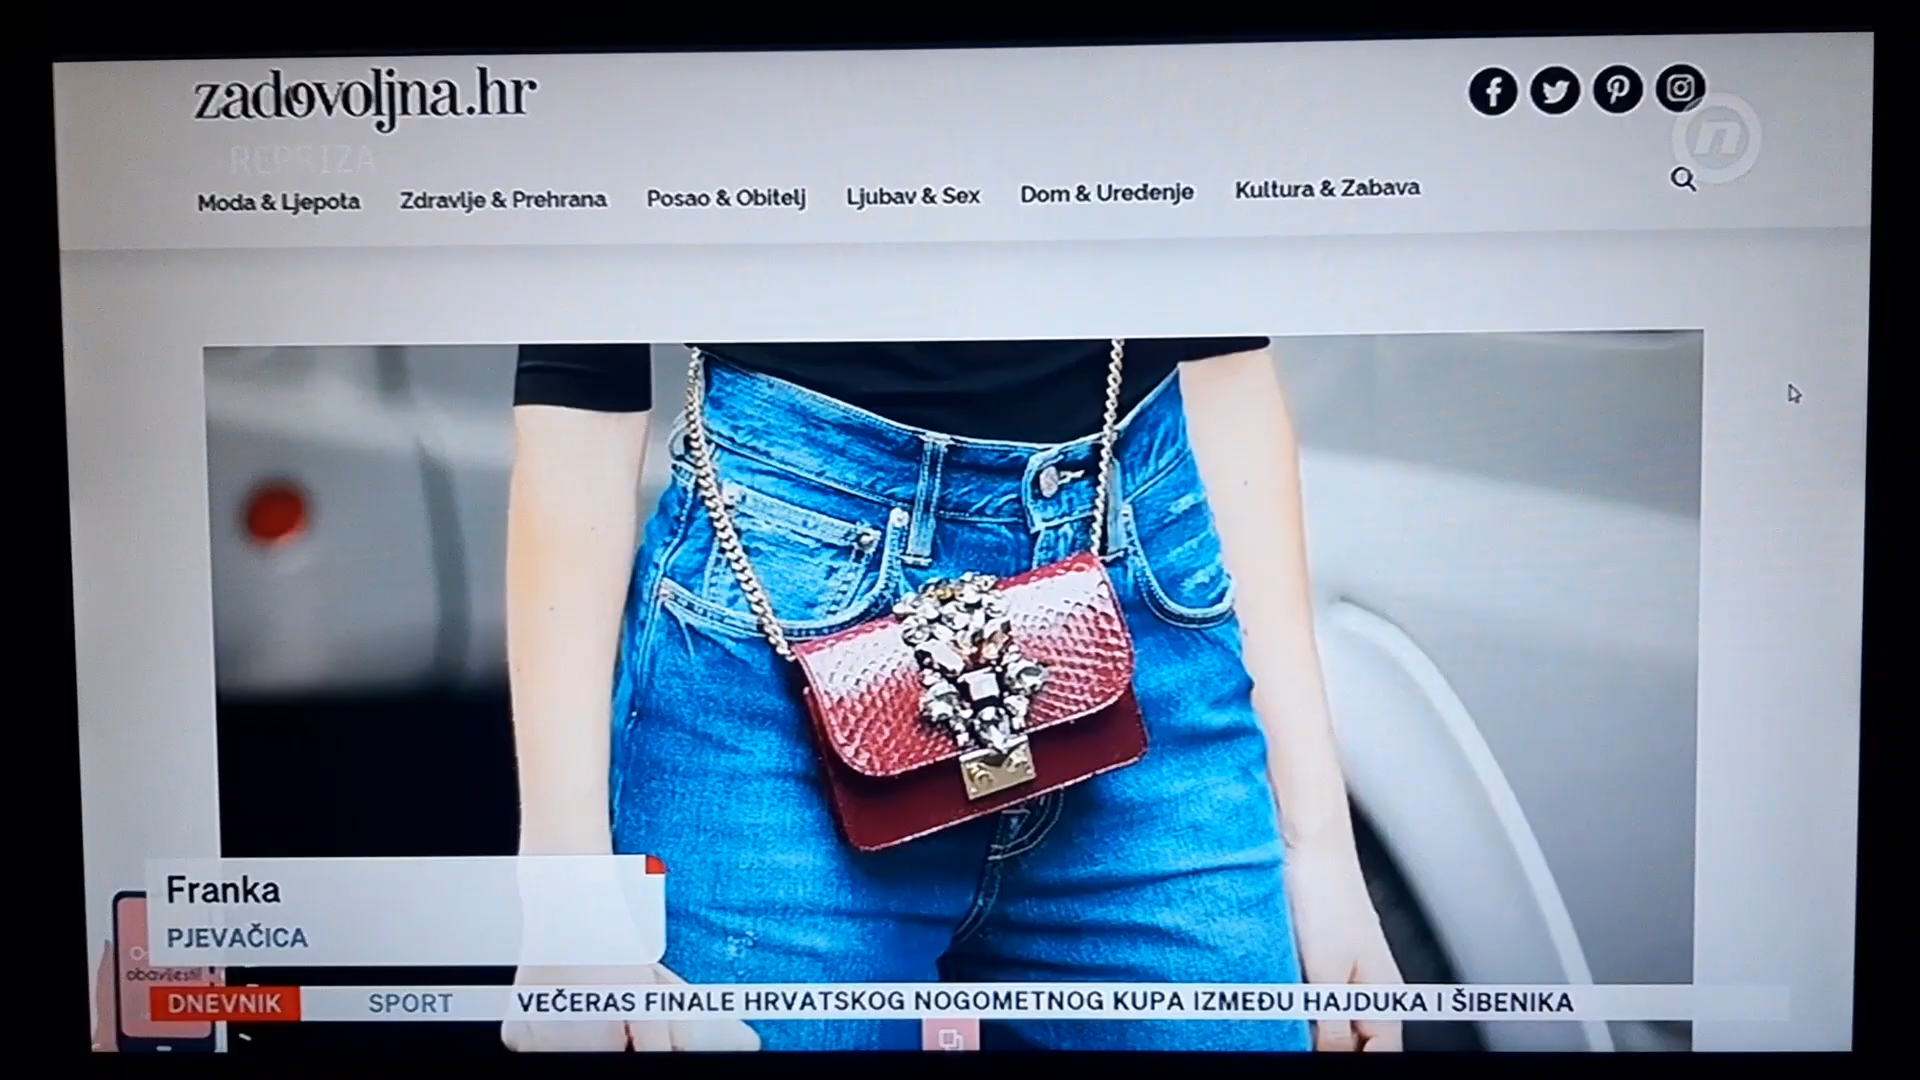 zadovoljna.hr
REPRIZA
Moda & Ljepota Zdravlje & Prehrana Posao & Obitelj Ljubav & Sex Dom & Uređenje Kultura & Zabava
Franka
PJEVAČICA
obavijesti!
DNEVNIK SPORT VEČERAS FINALE HRVATSKOG NOGOMETNOG KUPA IZMEĐU HAJDUKA I ŠIBENIKA